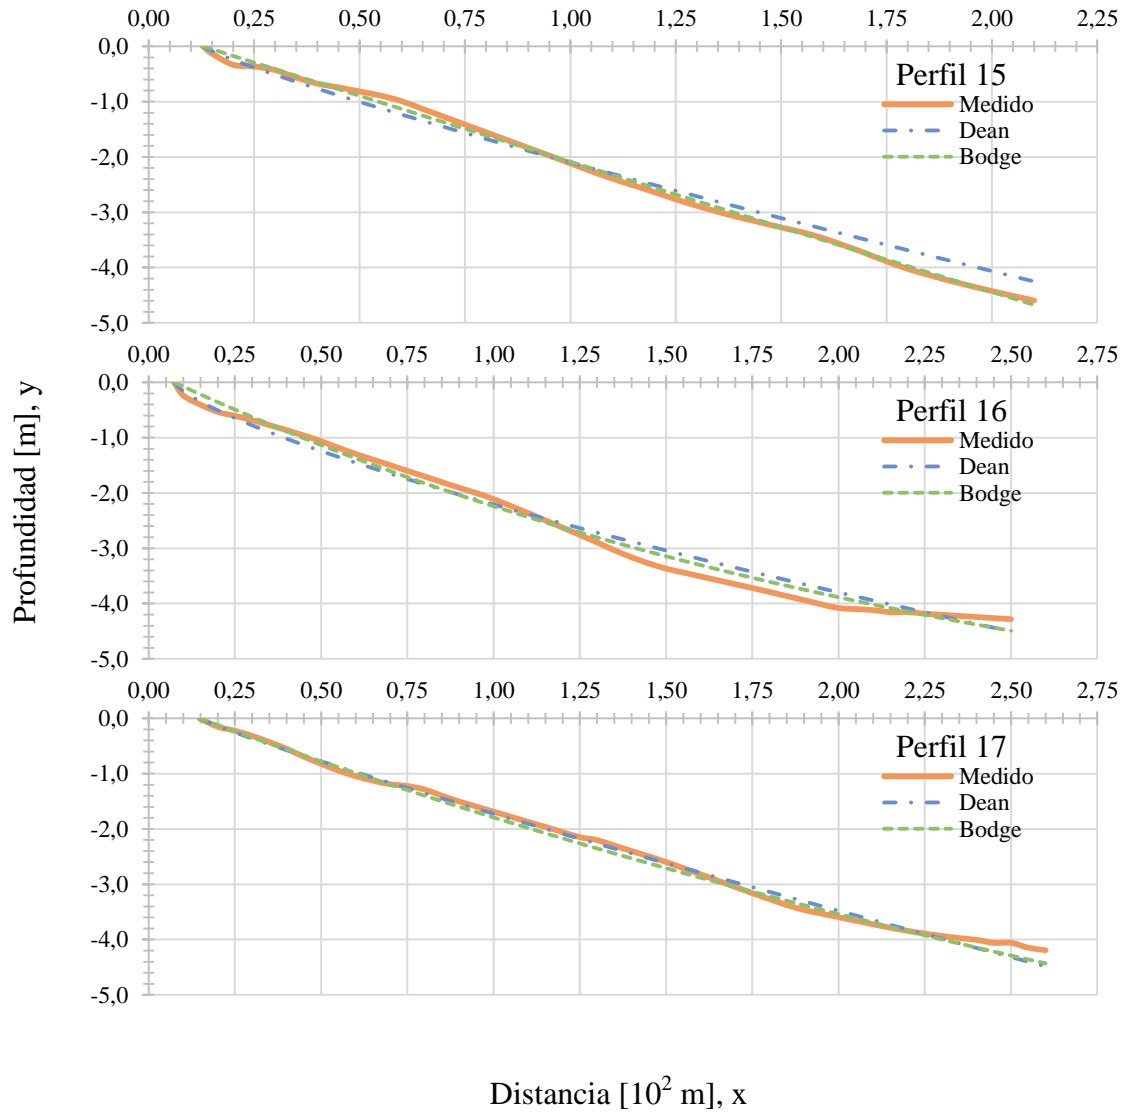 0,00 0,25 0,50 0,75 1,00 1,25 1,50 1,75 2,00 2,25
0,0
-1,0
-2,0
-3,0
-4,0
-5,0
Perfil 15
Medido
Dean
Bodge
0,00 0,25 0,50 0,75 1,00 1,25 1,50 1,75 2,00 2,25 2,50 2,75
0,0
-1,0
-2,0
-3,0
-4,0
-5,0
Perfil 16
Medido
Dean
Bodge
0,00 0,25 0,50 0,75 1,00 1,25 1,50 1,75 2,00 2,25 2,50 2,75
0,0
-1,0
-2,0
-3,0
-4,0
-5,0
Perfil 17
Medido
Dean
Bodge
Profundidad [m], y
Distancia [10² m], x